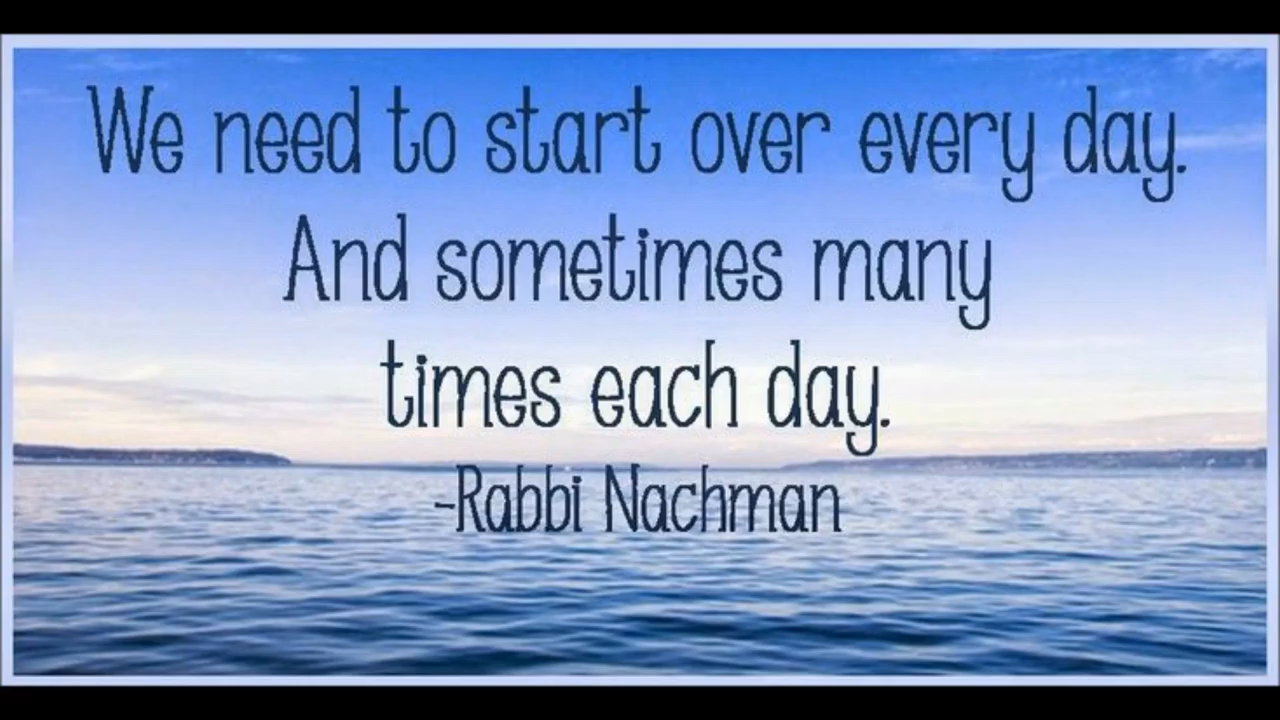 We need to start over every day.
And sometimes many
times each day.
-Rabbi Nachman